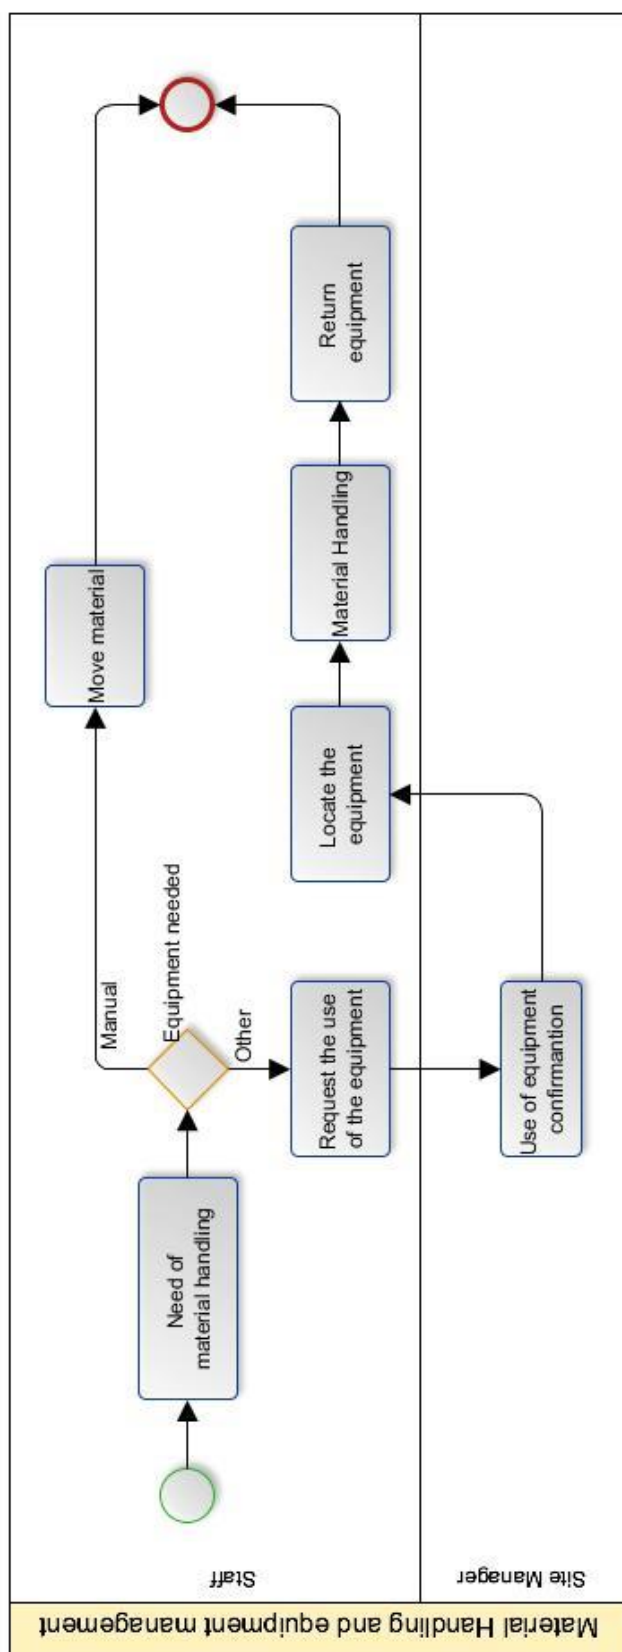 Material Handling and equipment management
Staff
Site Manager
Need of
material handling
Equipment needed
Manual
Other
Move material
Request the use
of the equipment
Use of equipment
confirmantion
Locate the
equipment
Material Handling
Return
equipment